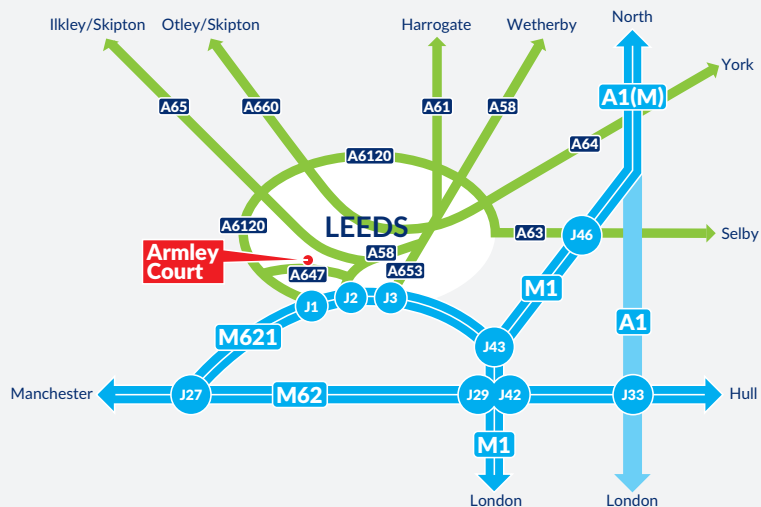 North
Ilkley/Skipton
Otley/Skipton
Harrogate
Wetherby
York
A65
A660
A61
A58
A1(M)
A64
A6120
A6120
LEEDS
A63
J46
Selby
Armley
Court
A58
A653
A647
J1
J2
J3
M1
A1
M621
J43
Manchester
J27
M62
J29
J42
J33
Hull
M1
London
London